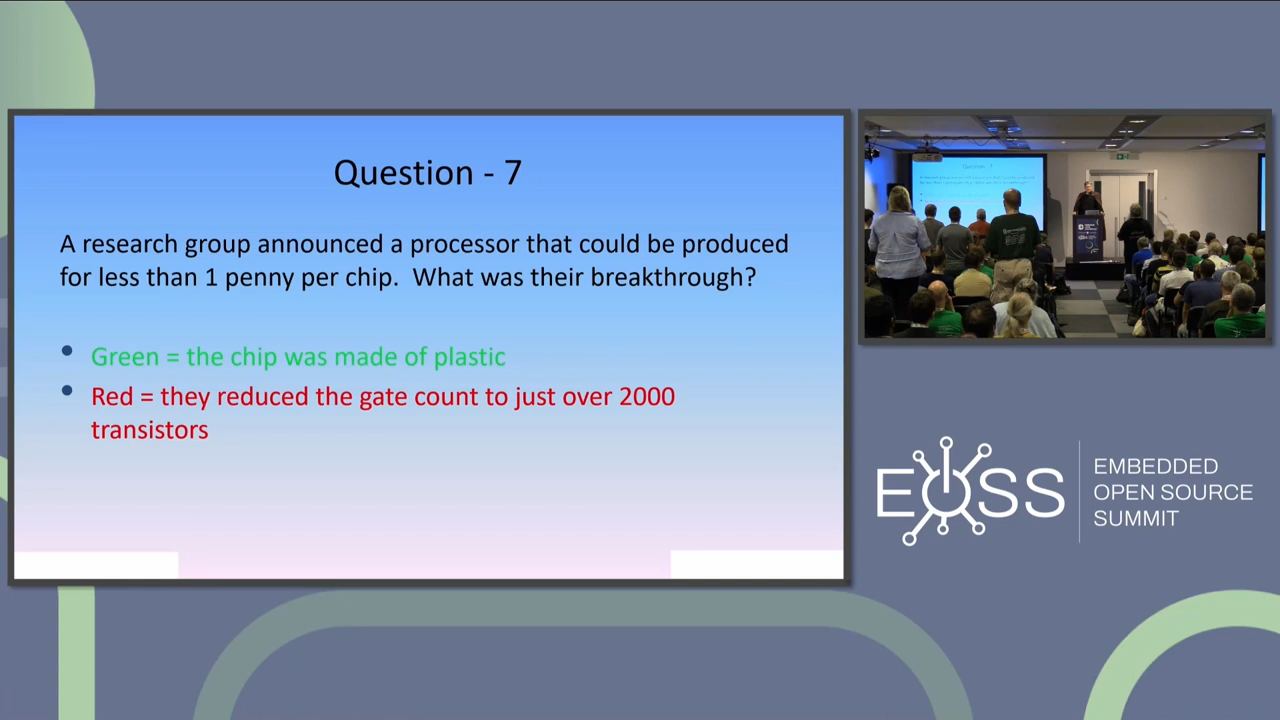 Question - 7
A research group announced a processor that could be produced
for less than 1 penny per chip. What was their breakthrough?
• Green = the chip was made of plastic
• Red = they reduced the gate count to just over 2000
transistors
EOSS
EMBEDDED
OPEN SOURCE
SUMMIT